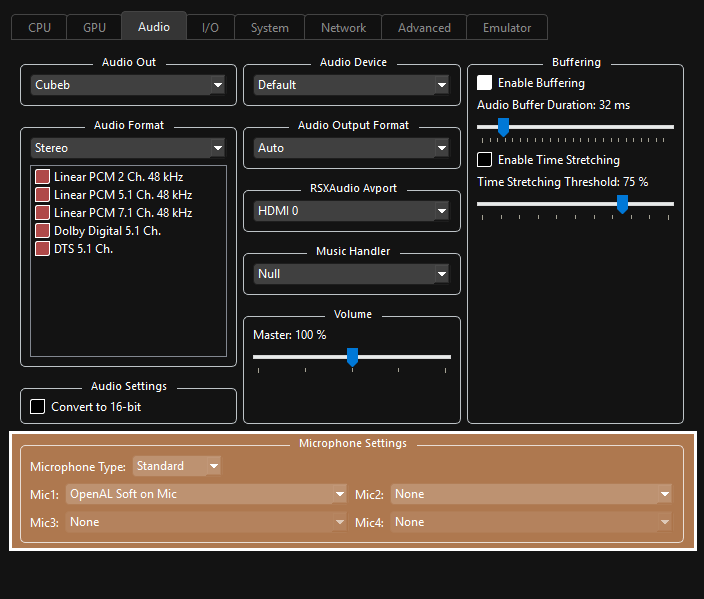 CPU GPU Audio I/O System Network Advanced Emulator
Audio Out
Cubeb
Audio Format
Stereo
Linear PCM 2 Ch. 48 kHz
Linear PCM 5.1 Ch. 48 kHz
Linear PCM 7.1 Ch. 48 kHz
Dolby Digital 5.1 Ch.
DTS 5.1 Ch.
Audio Settings
Convert to 16-bit
Audio Device
Default
Audio Output Format
Auto
RSXAudio Avport
HDMI 0
Music Handler
Null
Volume
Master: 100 %
Buffering
Enable Buffering
Audio Buffer Duration: 32 ms
Enable Time Stretching
Time Stretching Threshold: 75 %
Microphone Settings
Microphone Type: Standard
Mic1: OpenAL Soft on Mic Mic2: None
Mic3: None Mic4: None